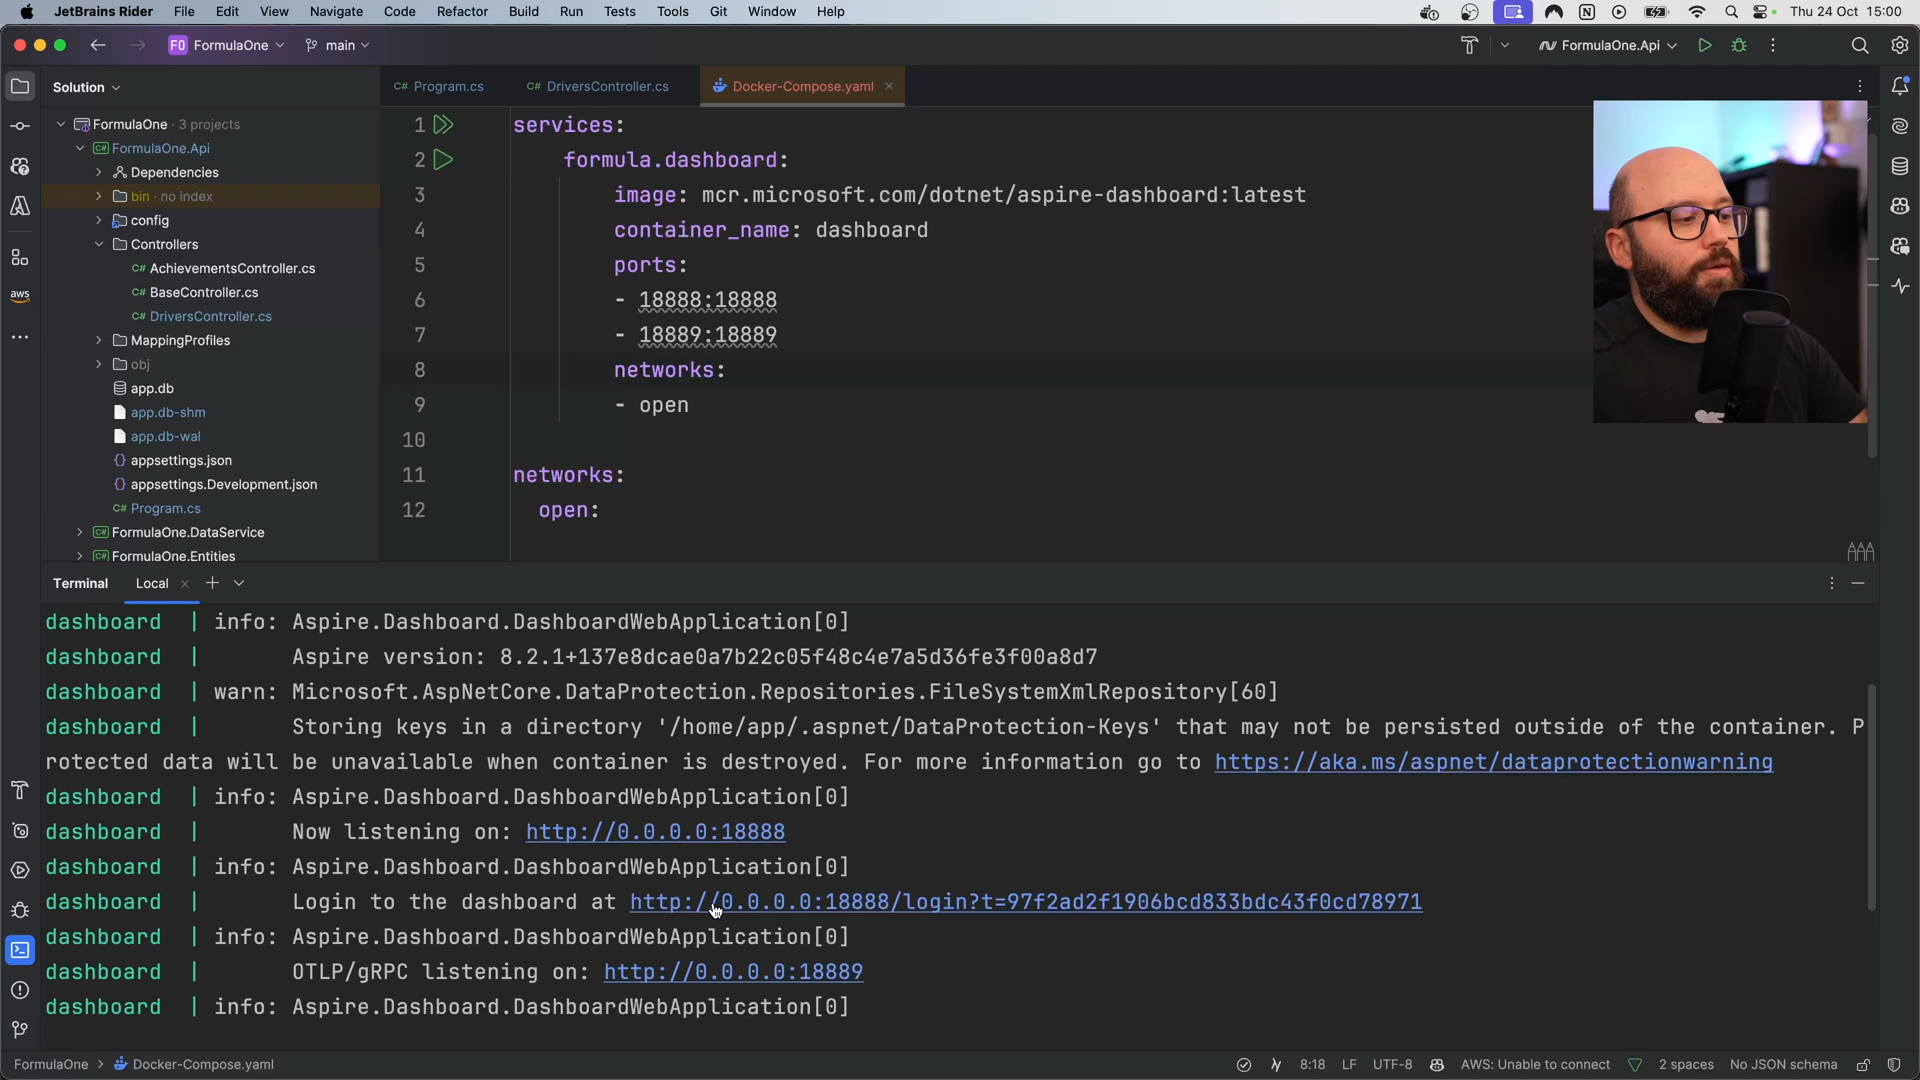 JetBrains Rider File Edit View Navigate Code Refactor Build Run Tests Tools Git Window Help Thu 24 Oct 15:00
FO FormulaOne main FormulaOne.Api
Solution
C# Program.cs C# DriversController.cs Docker-Compose.yaml
FormulaOne · 3 projects
C# FormulaOne.Api
Dependencies
bin · no index
config
Controllers
C# AchievementsController.cs
C# BaseController.cs
C# DriversController.cs
MappingProfiles
obj
app.db
app.db-shm
app.db-wal
{} appsettings.json
{} appsettings.Development.json
C# Program.cs
C# FormulaOne.DataService
C# FormulaOne.Entities
aws
1 services:
2 formula.dashboard:
3 image: mcr.microsoft.com/dotnet/aspire-dashboard:latest
4 container_name: dashboard
5 ports:
6 - 18888:18888
7 - 18889:18889
8 networks:
9 - open
10
11 networks:
12 open:
Terminal Local
dashboard | info: Aspire.Dashboard.DashboardWebApplication[0]
dashboard | Aspire version: 8.2.1+137e8dcae0a7b22c05f48c4e7a5d36fe3f00a8d7
dashboard | warn: Microsoft.AspNetCore.DataProtection.Repositories.FileSystemXmlRepository[60]
dashboard | Storing keys in a directory '/home/app/.aspnet/DataProtection-Keys' that may not be persisted outside of the container. P
rotected data will be unavailable when container is destroyed. For more information go to https://aka.ms/aspnet/dataprotectionwarning
dashboard | info: Aspire.Dashboard.DashboardWebApplication[0]
dashboard | Now listening on: http://0.0.0.0:18888
dashboard | info: Aspire.Dashboard.DashboardWebApplication[0]
dashboard | Login to the dashboard at http://0.0.0.0:18888/login?t=97f2ad2f1906bcd833bdc43f0cd78971
dashboard | info: Aspire.Dashboard.DashboardWebApplication[0]
dashboard | OTLP/gRPC listening on: http://0.0.0.0:18889
dashboard | info: Aspire.Dashboard.DashboardWebApplication[0]
FormulaOne > Docker-Compose.yaml 8:18 LF UTF-8 AWS: Unable to connect 2 spaces No JSON schema